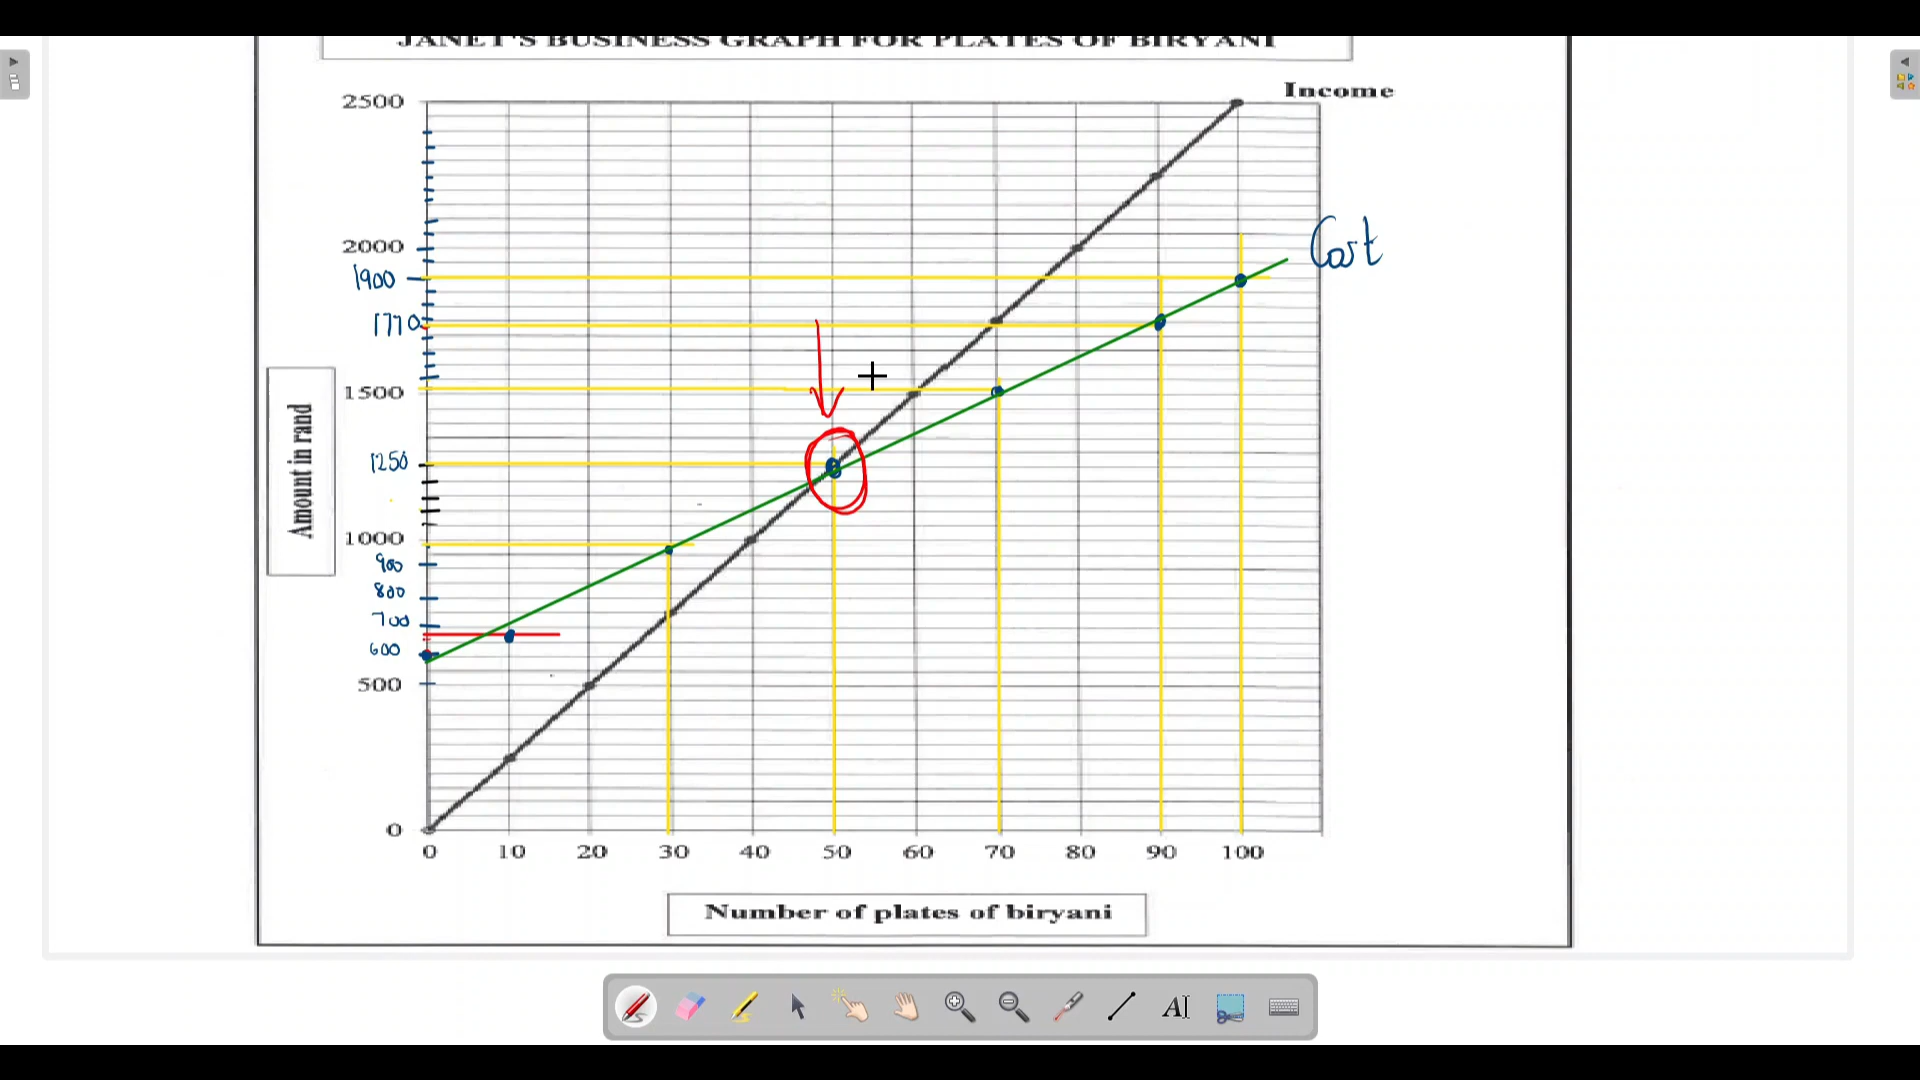 JANET'S BUSINESS GRAPH FOR PLATES OF BIRYANI
Income
2500
Cost
2000
1900
1770
1500
1250
1000
900
800
700
600
500
0
Amount in rand
0 10 20 30 40 50 60 70 80 90 100
Number of plates of biryani
AI